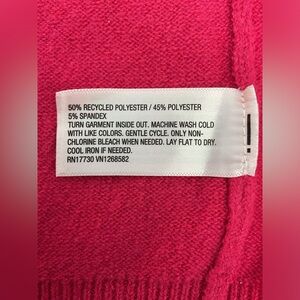 50% RECYCLED POLYESTER / 45% POLYESTER
5% SPANDEX
TURN GARMENT INSIDE OUT. MACHINE WASH COLD
WITH LIKE COLORS. GENTLE CYCLE. ONLY NON-
CHLORINE BLEACH WHEN NEEDED. LAY FLAT TO DRY.
COOL IRON IF NEEDED.
RN17730 VN1268582